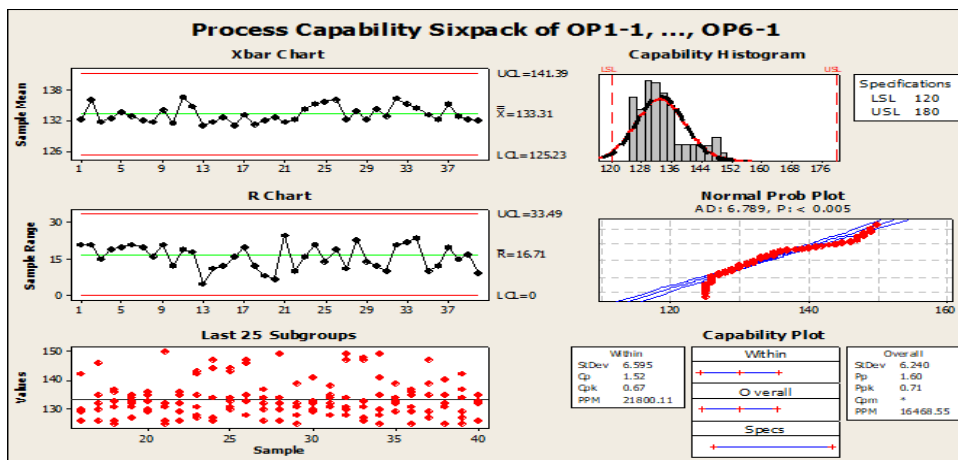 Process Capability Sixpack of OP1-1, ..., OP6-1
Xbar Chart
Sample Mean
138
132
126
1 5 9 13 17 21 25 29 33 37
UCL=141.39
X=133.31
LCL=125.23
Capability Histogram
LSL USL
120 128 136 144 152 160 168 176
Specifications
LSL 120
USL 180
R Chart
Sample Range
30
15
0
1 5 9 13 17 21 25 29 33 37
UCL=33.49
R=16.71
LCL=0
Normal Prob Plot
AD: 6.789, P: < 0.005
120 140 160
Last 25 Subgroups
Values
150
140
130
20 25 30 35 40
Sample
Capability Plot
Within
StDev 6.595
Cp 1.52
Cpk 0.67
PPM 21800.11
Within
Overall
Specs
Overall
StDev 6.240
Pp 1.60
Ppk 0.71
Cpm *
PPM 16468.55